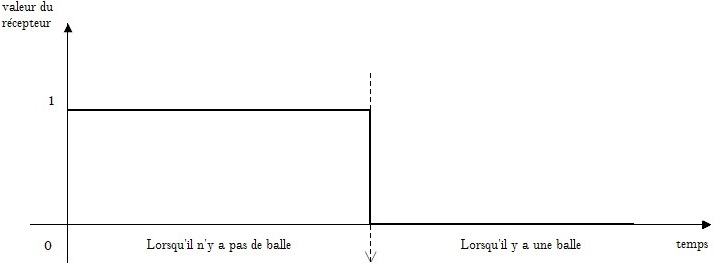 valeur du
récepteur
1
0
Lorsqu'il n'y a pas de balle
Lorsqu'il y a une balle
temps